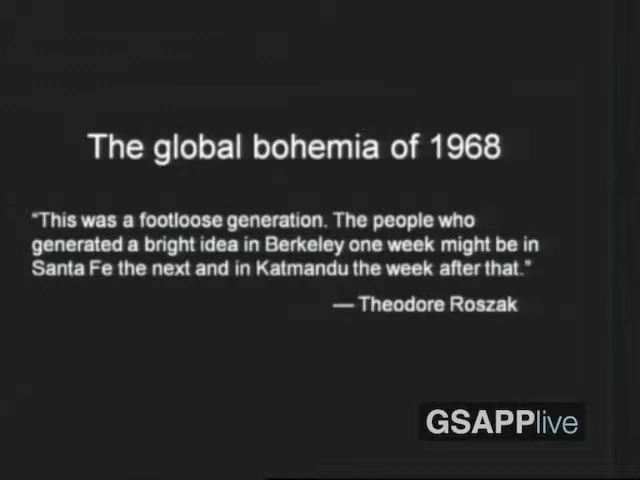 The global bohemia of 1968
"This was a footloose generation. The people who
generated a bright idea in Berkeley one week might be in
Santa Fe the next and in Katmandu the week after that."
— Theodore Roszak
GSAPPlive